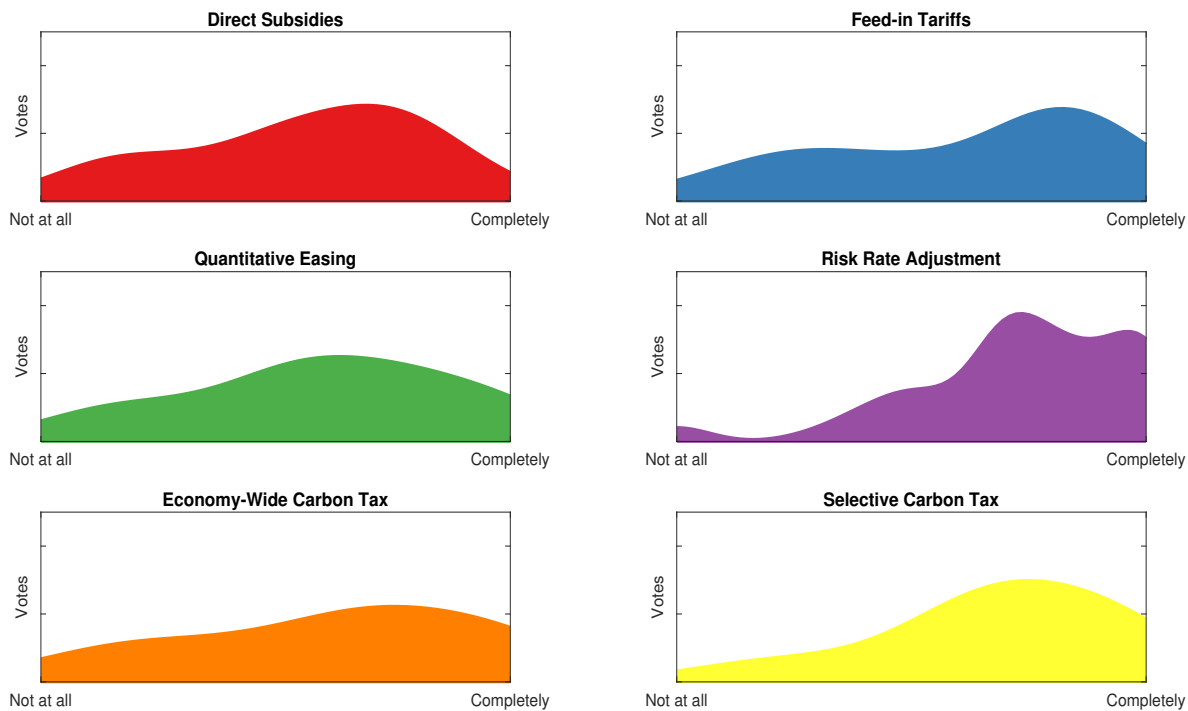 Direct Subsidies
Votes
Not at all
Completely
Feed-in Tariffs
Votes
Not at all
Completely
Quantitative Easing
Votes
Not at all
Completely
Risk Rate Adjustment
Votes
Not at all
Completely
Economy-Wide Carbon Tax
Votes
Not at all
Completely
Selective Carbon Tax
Votes
Not at all
Completely